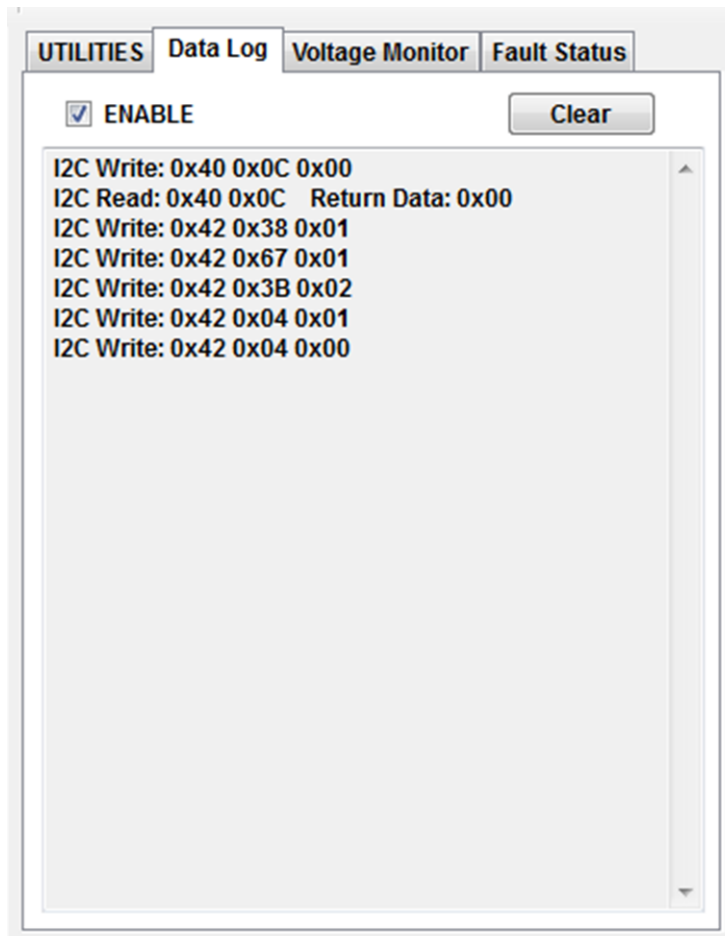 UTILITIES Data Log Voltage Monitor Fault Status
ENABLE Clear
I2C Write: 0x40 0x0C 0x00
I2C Read: 0x40 0x0C Return Data: 0x00
I2C Write: 0x42 0x38 0x01
I2C Write: 0x42 0x67 0x01
I2C Write: 0x42 0x3B 0x02
I2C Write: 0x42 0x04 0x01
I2C Write: 0x42 0x04 0x00